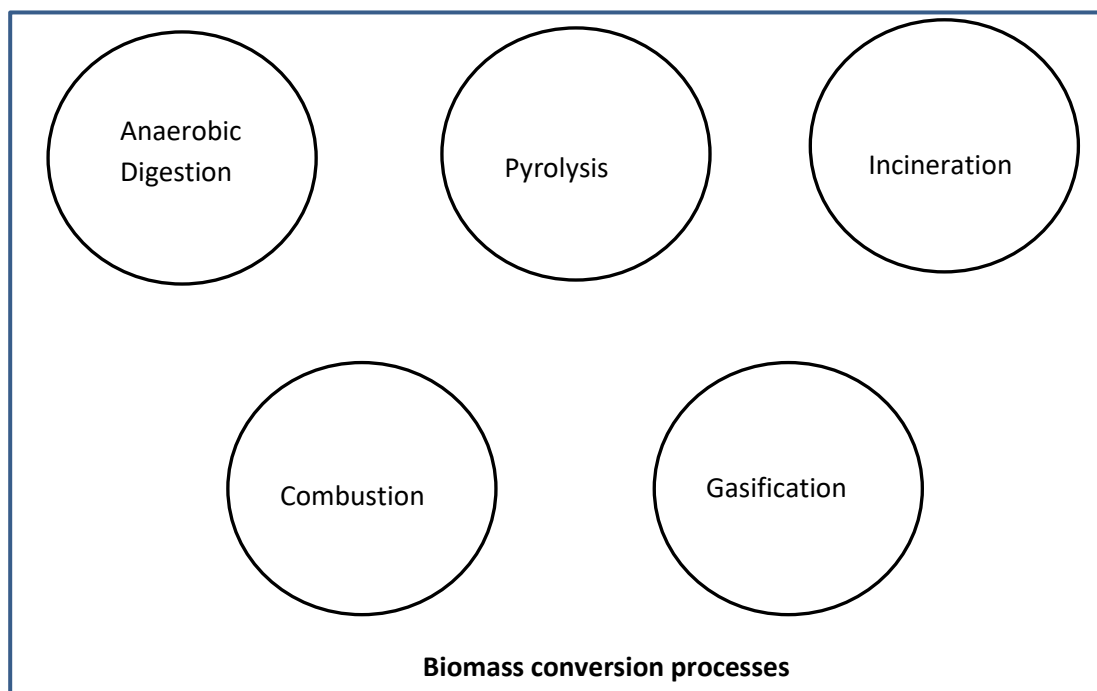 Anaerobic
Digestion
Pyrolysis
Incineration
Combustion
Gasification
Biomass conversion processes